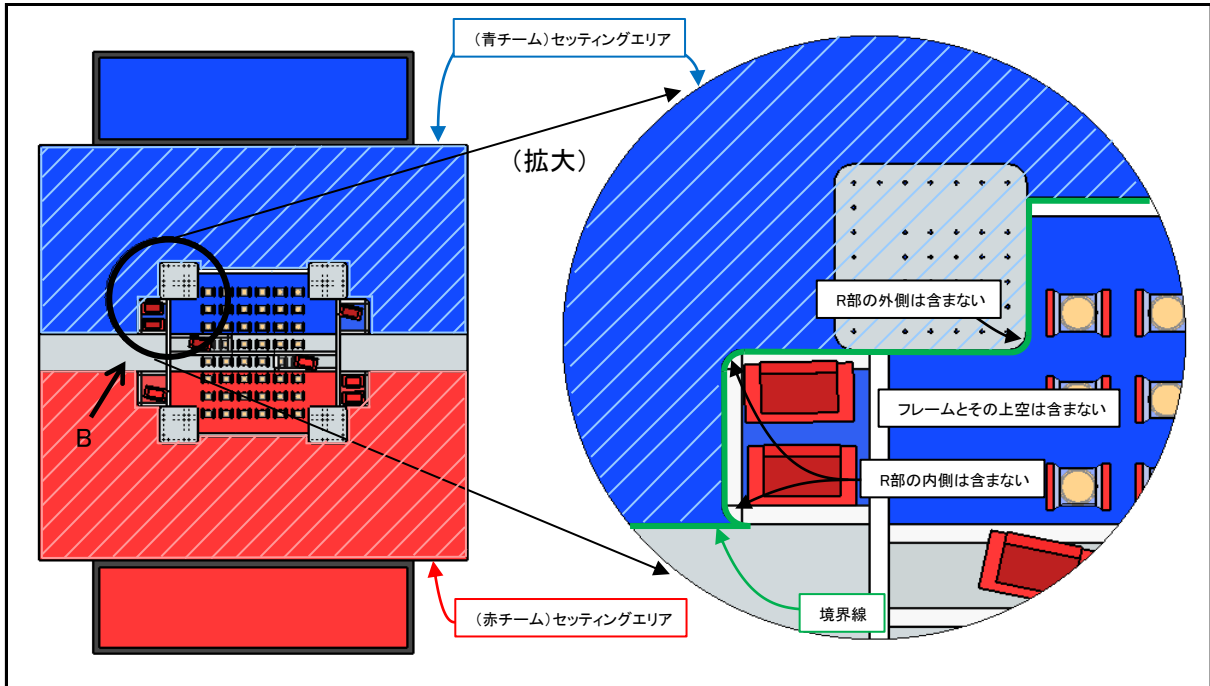 (青チーム)セッティングエリア
(拡大)
R部の外側は含まない
フレームとその上空は含まない
B
R部の内側は含まない
境界線
(赤チーム)セッティングエリア